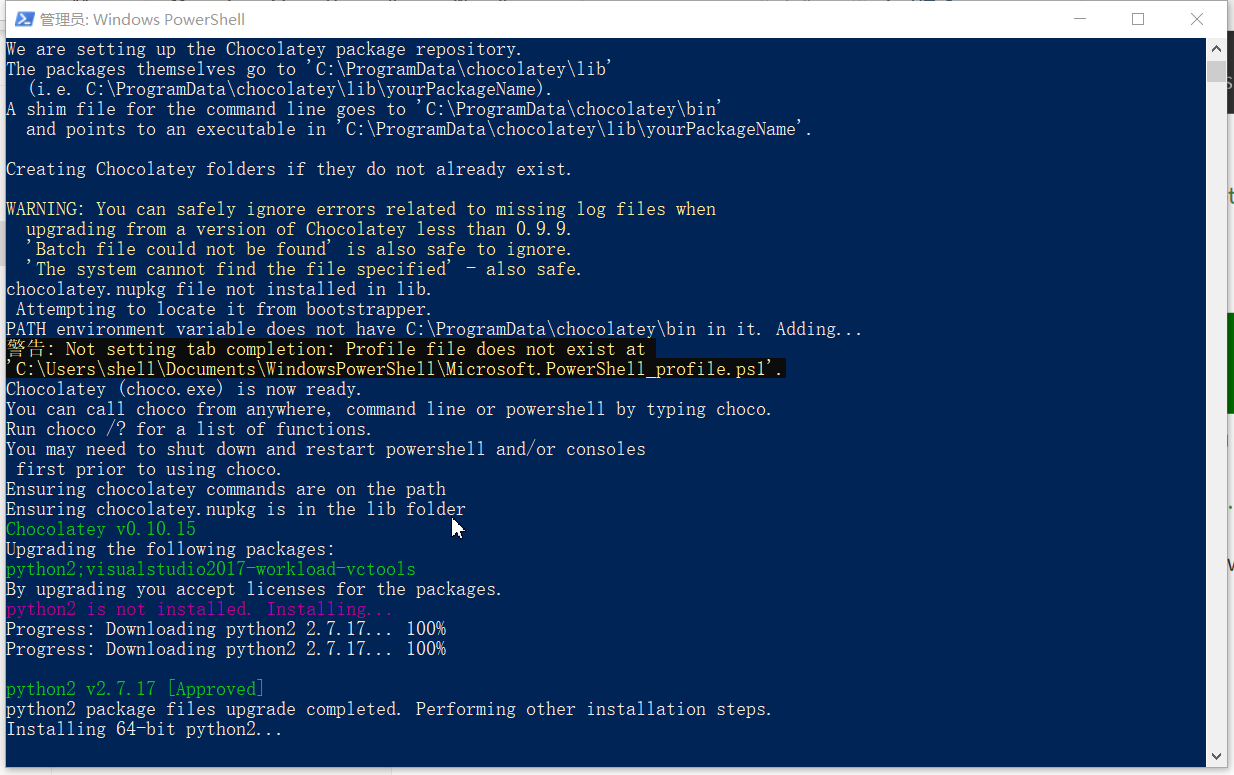 管理员: Windows PowerShell
We are setting up the Chocolatey package repository.
The packages themselves go to 'C:\ProgramData\chocolatey\lib'
  (i.e. C:\ProgramData\chocolatey\lib\yourPackageName).
A shim file for the command line goes to 'C:\ProgramData\chocolatey\bin'
  and points to an executable in 'C:\ProgramData\chocolatey\lib\yourPackageName'.
Creating Chocolatey folders if they do not already exist.
WARNING: You can safely ignore errors related to missing log files when
  upgrading from a version of Chocolatey less than 0.9.9.
  'Batch file could not be found' is also safe to ignore.
  'The system cannot find the file specified' - also safe.
chocolatey.nupkg file not installed in lib.
 Attempting to locate it from bootstrapper.
PATH environment variable does not have C:\ProgramData\chocolatey\bin in it. Adding...
警告: Not setting tab completion: Profile file does not exist at
'C:\Users\shell\Documents\WindowsPowerShell\Microsoft.PowerShell_profile.ps1'.
Chocolatey (choco.exe) is now ready.
You can call choco from anywhere, command line or powershell by typing choco.
Run choco /? for a list of functions.
You may need to shut down and restart powershell and/or consoles
 first prior to using choco.
Ensuring chocolatey commands are on the path
Ensuring chocolatey.nupkg is in the lib folder
Chocolatey v0.10.15
Upgrading the following packages:
python2;visualstudio2017-workload-vctools
By upgrading you accept licenses for the packages.
python2 is not installed. Installing...
Progress: Downloading python2 2.7.17... 100%
Progress: Downloading python2 2.7.17... 100%
python2 v2.7.17 [Approved]
python2 package files upgrade completed. Performing other installation steps.
Installing 64-bit python2...